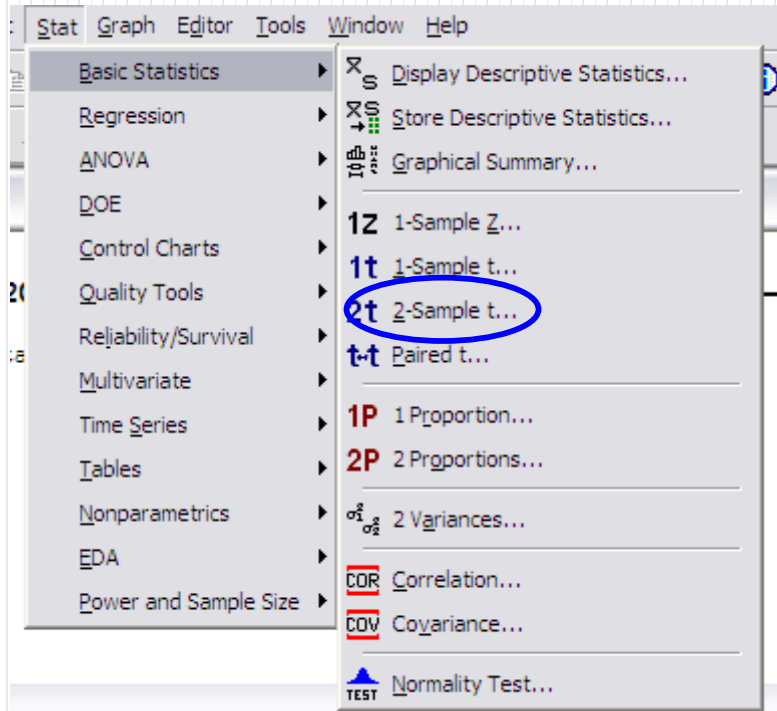 Stat Graph Editor Tools Window Help
Basic Statistics
Regression
ANOVA
DOE
Control Charts
Quality Tools
Reliability/Survival
Multivariate
Time Series
Tables
Nonparametrics
EDA
Power and Sample Size
Display Descriptive Statistics...
Store Descriptive Statistics...
Graphical Summary...
1Z 1-Sample Z...
1t 1-Sample t...
2t 2-Sample t...
t-t Paired t...
1P 1 Proportion...
2P 2 Proportions...
σ²₁ σ²₂ 2 Variances...
COR Correlation...
COV Covariance...
TEST Normality Test...